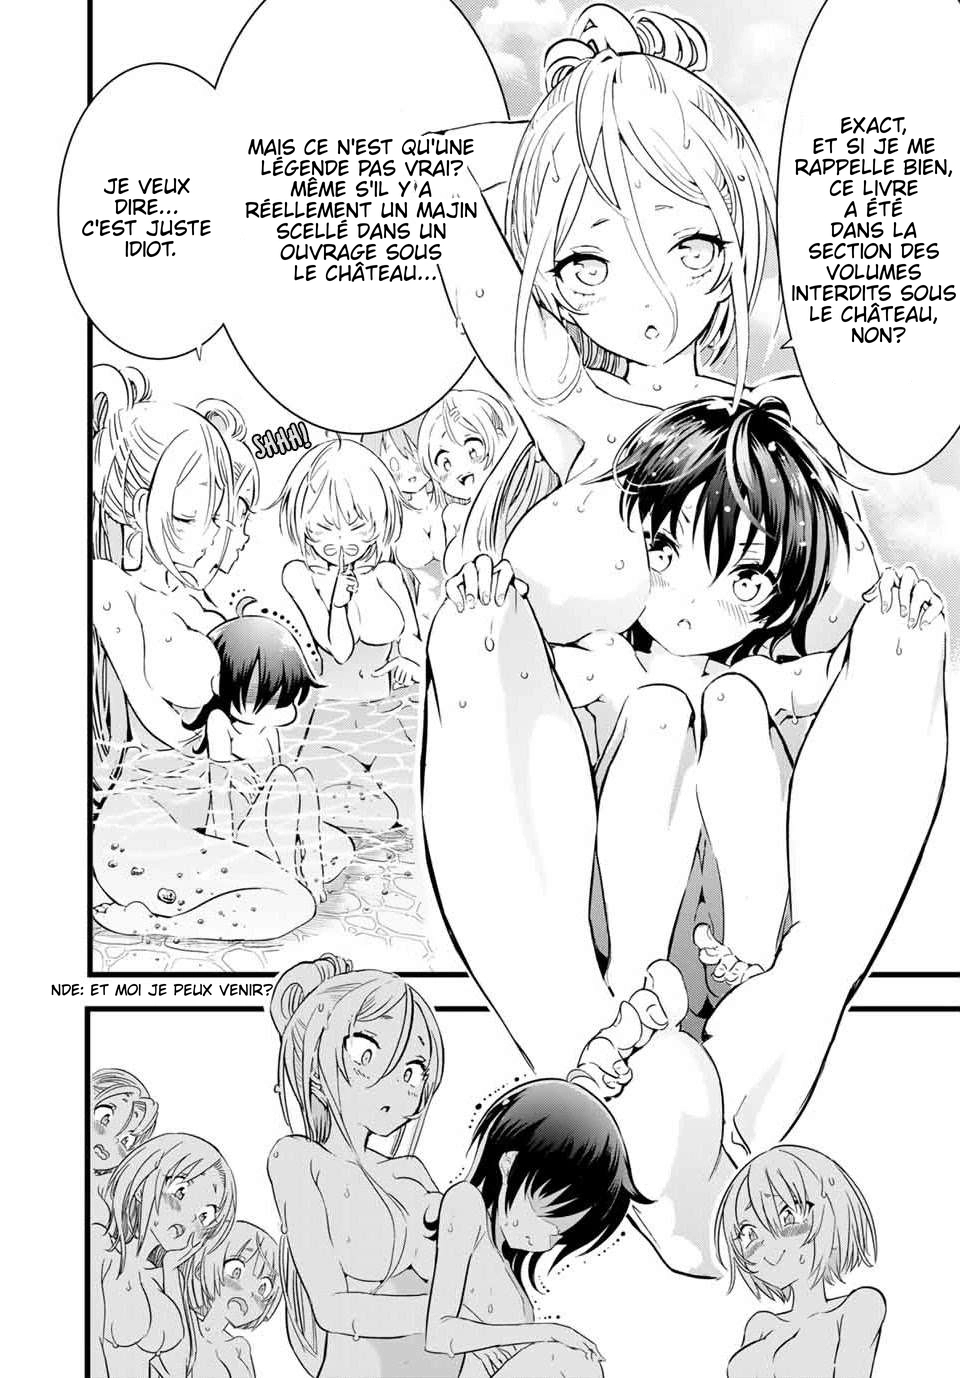 EXACT,
ET SI JE ME
RAPPELLE BIEN,
CE LIVRE
A ÉTÉ
DANS LA
SECTION DES
VOLUMES
INTERDITS SOUS
LE CHÂTEAU,
NON?
MAIS CE N'EST QU'UNE
LÉGENDE PAS VRAI?
MÊME S'IL Y A
RÉELLEMENT UN MAJIN
SCELLÉ DANS UN
OUVRAGE SOUS
LE CHÂTEAU...
JE VEUX
DIRE...
C'EST JUSTE
IDIOT.
SHHH!
NDE: ET MOI JE PEUX VENIR?